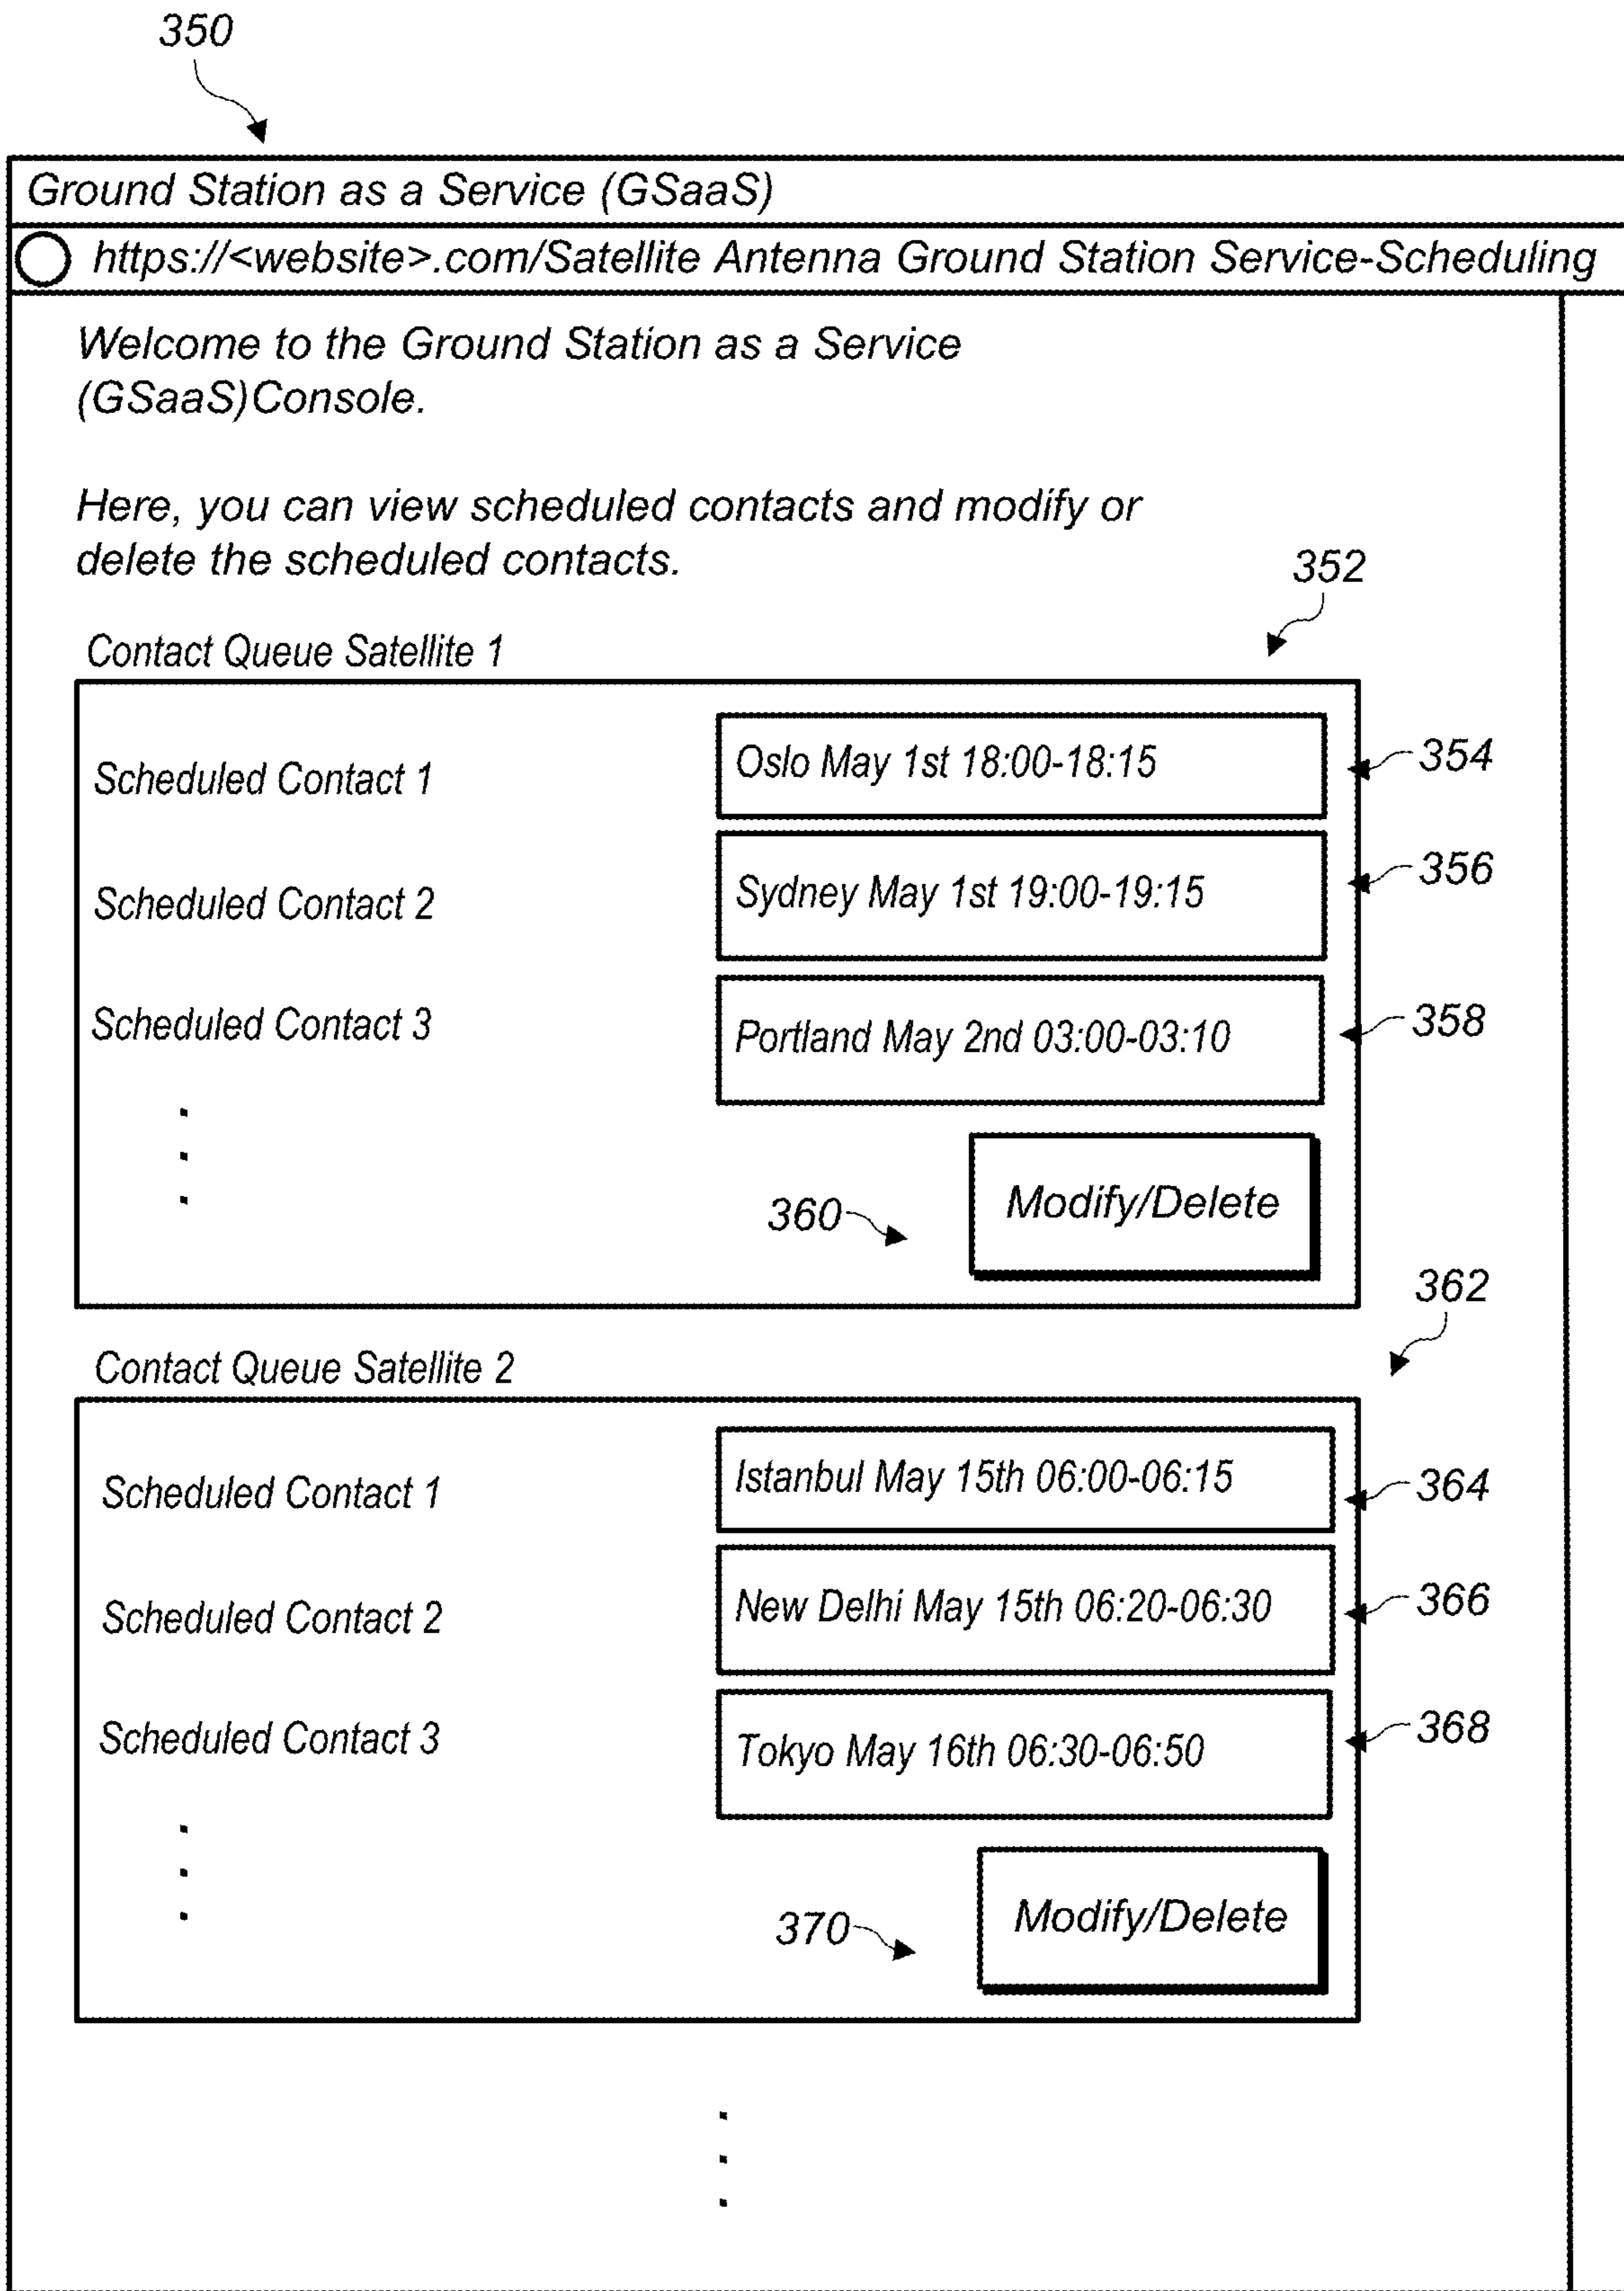 350
Ground Station as a Service (GSaaS)
https://<website>.com/Satellite Antenna Ground Station Service-Scheduling
Welcome to the Ground Station as a Service
(GSaaS)Console.
Here, you can view scheduled contacts and modify or
delete the scheduled contacts.
352
Contact Queue Satellite 1
Scheduled Contact 1 Oslo May 1st 18:00-18:15 354
Scheduled Contact 2 Sydney May 1st 19:00-19:15 356
Scheduled Contact 3 Portland May 2nd 03:00-03:10 358
360 Modify/Delete
362
Contact Queue Satellite 2
Scheduled Contact 1 Istanbul May 15th 06:00-06:15 364
Scheduled Contact 2 New Delhi May 15th 06:20-06:30 366
Scheduled Contact 3 Tokyo May 16th 06:30-06:50 368
370 Modify/Delete